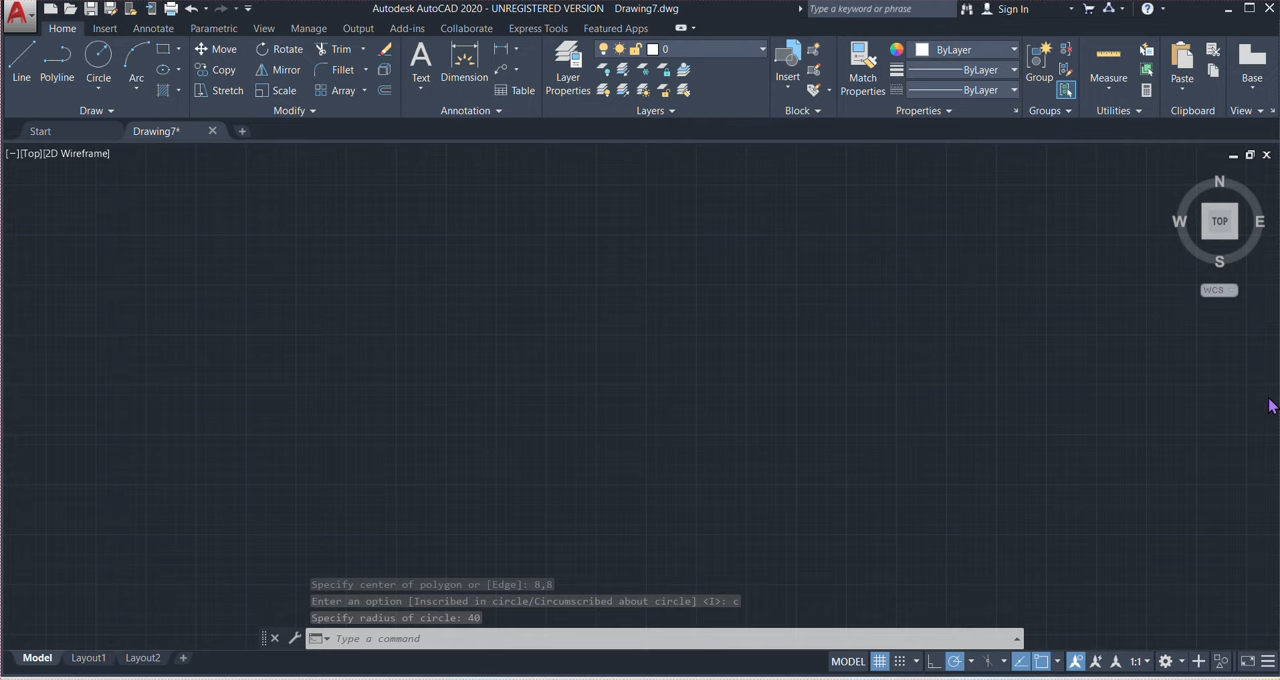 Autodesk AutoCAD 2020 - UNREGISTERED VERSION Drawing7.dwg
Type a keyword or phrase
Sign In
Home Insert Annotate Parametric View Manage Output Add-ins Collaborate Express Tools Featured Apps
Line Polyline Circle Arc
Move Rotate Trim
Copy Mirror Fillet
Stretch Scale Array
Text Dimension Table
Layer Properties
0
Insert
Match Properties
ByLayer
ByLayer
ByLayer
Group
Measure
Paste
Base
Draw Modify Annotation Layers Block Properties Groups Utilities Clipboard View
Start Drawing7*
[−][Top][2D Wireframe]
N
W TOP E
S
WCS
Specify center of polygon or [Edge]: 8,8
Enter an option [Inscribed in circle/Circumscribed about circle] <I>: c
Specify radius of circle: 40
Type a command
Model Layout1 Layout2 MODEL 1:1